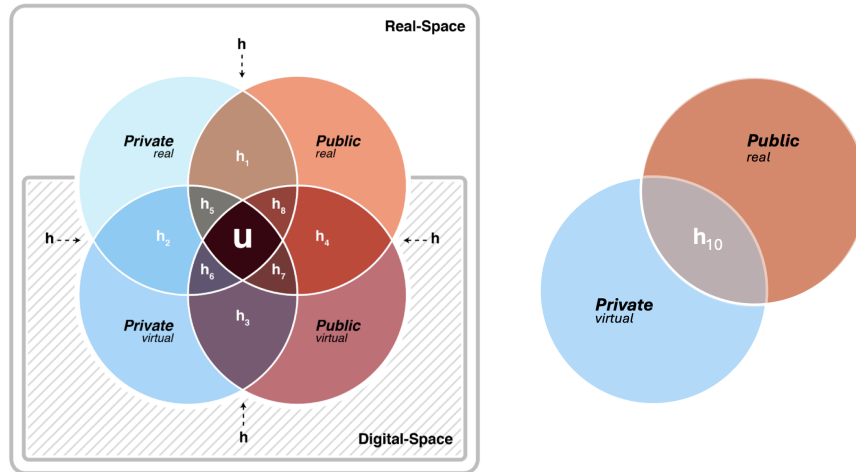 Real-Space
h
Private
real
Public
real
h₁
h₅
h₈
h
h₂
u
h₄
h
h₆
h₇
Private
virtual
h₃
Public
virtual
h
Digital-Space
Public
real
h₁₀
Private
virtual